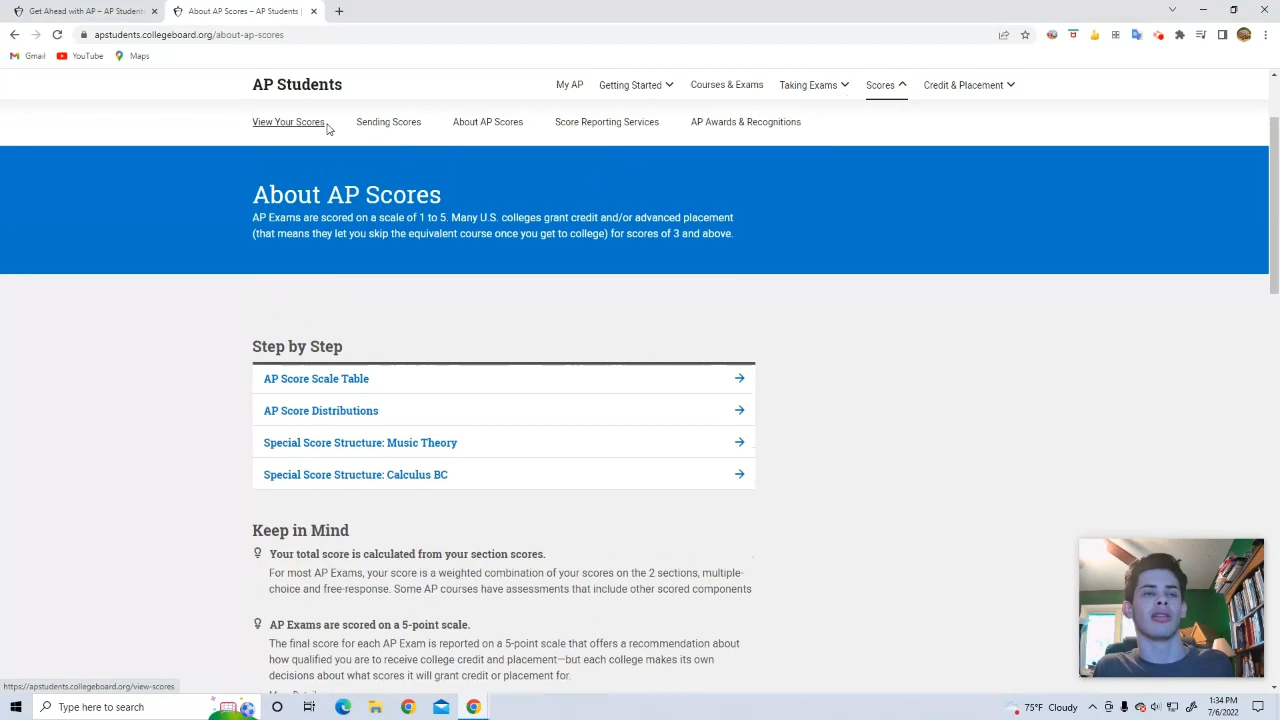 Get Ahead with AP – AP Students
About AP Scores – AP Students |
apstudents.collegeboard.org/about-ap-scores
Gmail YouTube Maps
AP Students
My AP Getting Started Courses & Exams Taking Exams Scores Credit & Placement
View Your Scores Sending Scores About AP Scores Score Reporting Services AP Awards & Recognitions
About AP Scores
AP Exams are scored on a scale of 1 to 5. Many U.S. colleges grant credit and/or advanced placement
(that means they let you skip the equivalent course once you get to college) for scores of 3 and above.
Step by Step
AP Score Scale Table
AP Score Distributions
Special Score Structure: Music Theory
Special Score Structure: Calculus BC
Keep in Mind
Your total score is calculated from your section scores.
For most AP Exams, your score is a weighted combination of your scores on the 2 sections, multiple-
choice and free-response. Some AP courses have assessments that include other scored components
AP Exams are scored on a 5-point scale.
The final score for each AP Exam is reported on a 5-point scale that offers a recommendation about
how qualified you are to receive college credit and placement—but each college makes its own
decisions about what scores it will grant credit or placement for.
https://apstudents.collegeboard.org/view-scores
Type here to search
75°F Cloudy
1:34 PM
7/6/2022